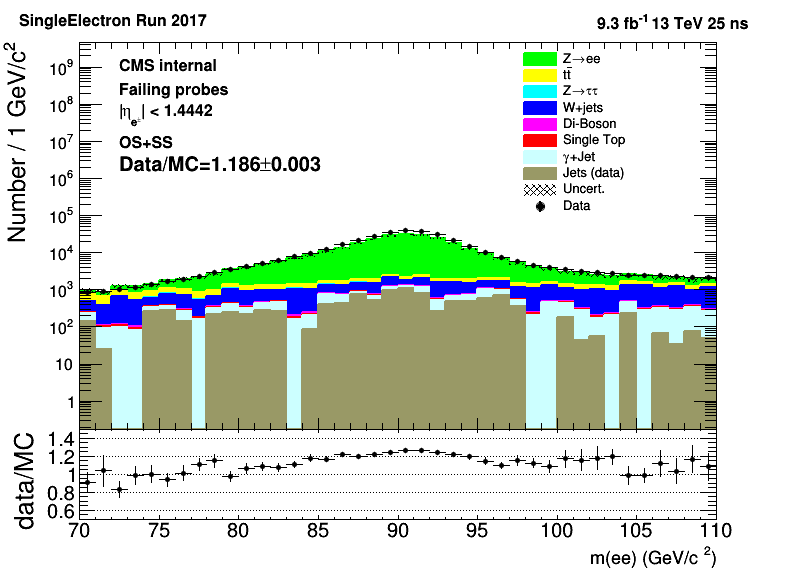 SingleElectron Run 2017
9.3 fb⁻¹ 13 TeV 25 ns
Number / 1 GeV/c²
CMS internal
Failing probes
|η_e±| < 1.4442
OS+SS
Data/MC=1.186±0.003
Z→ee
tt̄
Z→ττ
W+jets
Di-Boson
Single Top
γ+Jet
Jets (data)
Uncert.
Data
10⁹
10⁸
10⁷
10⁶
10⁵
10⁴
10³
10²
10
1
data/MC
1.4
1.2
1
0.8
0.6
70 75 80 85 90 95 100 105 110
m(ee) (GeV/c²)